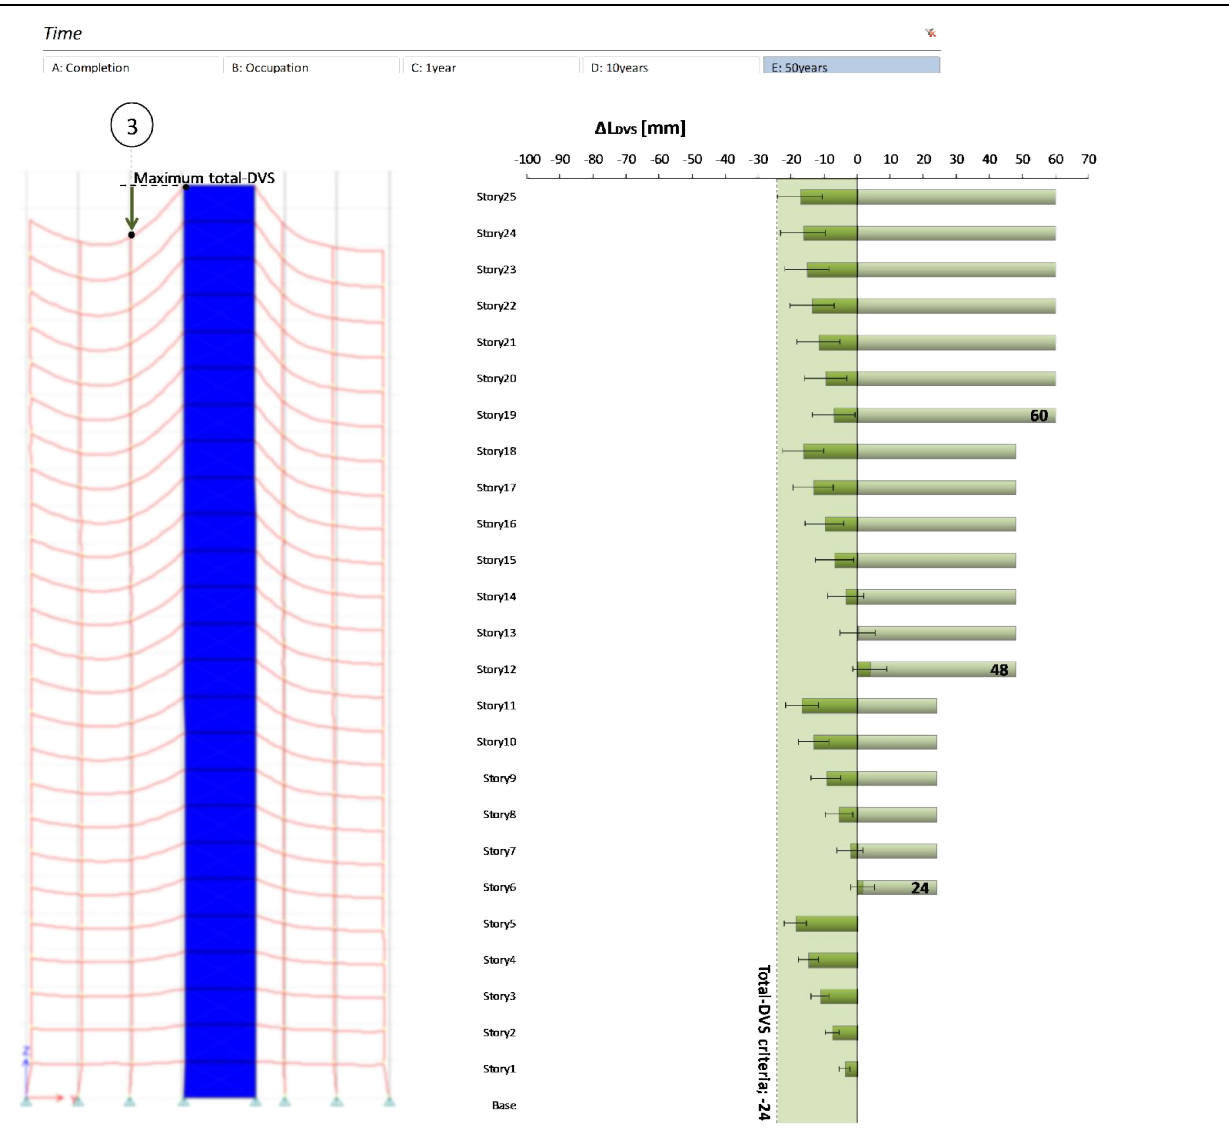 Time
A: Completion B: Occupation C: 1year D: 10years E: 50years
3
Maximum total-DVS
ΔLDVS [mm]
-100 -90 -80 -70 -60 -50 -40 -30 -20 -10 0 10 20 30 40 50 60 70
Story25
Story24
Story23
Story22
Story21
Story20
Story19 60
Story18
Story17
Story16
Story15
Story14
Story13
Story12 48
Story11
Story10
Story9
Story8
Story7
Story6 24
Story5
Story4
Story3
Story2
Story1
Base
Total-DVS criteria; -24
Z